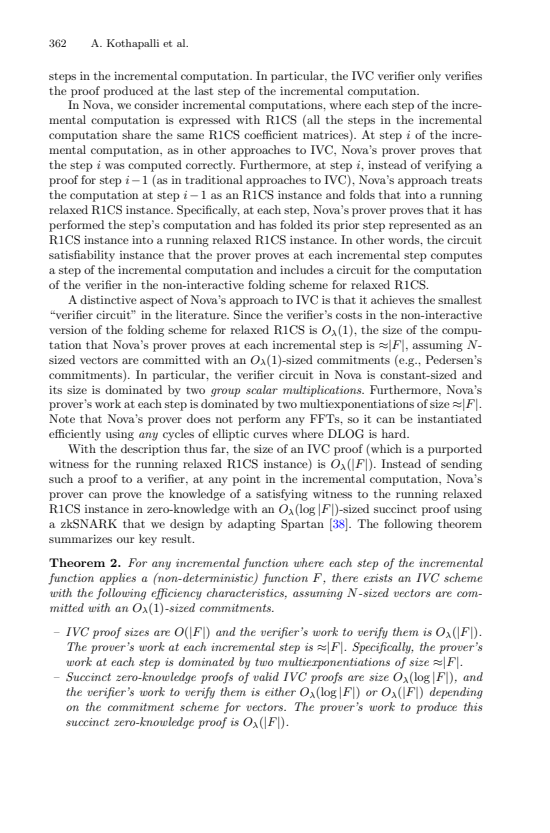 362 A. Kothapalli et al.
steps in the incremental computation. In particular, the IVC verifier only verifies
the proof produced at the last step of the incremental computation.
In Nova, we consider incremental computations, where each step of the incre-
mental computation is expressed with R1CS (all the steps in the incremental
computation share the same R1CS coefficient matrices). At step i of the incre-
mental computation, as in other approaches to IVC, Nova's prover proves that
the step i was computed correctly. Furthermore, at step i, instead of verifying a
proof for step i−1 (as in traditional approaches to IVC), Nova's approach treats
the computation at step i−1 as an R1CS instance and folds that into a running
relaxed R1CS instance. Specifically, at each step, Nova's prover proves that it has
performed the step's computation and has folded its prior step represented as an
R1CS instance into a running relaxed R1CS instance. In other words, the circuit
satisfiability instance that the prover proves at each incremental step computes
a step of the incremental computation and includes a circuit for the computation
of the verifier in the non-interactive folding scheme for relaxed R1CS.
A distinctive aspect of Nova's approach to IVC is that it achieves the smallest
"verifier circuit" in the literature. Since the verifier's costs in the non-interactive
version of the folding scheme for relaxed R1CS is Oλ(1), the size of the compu-
tation that Nova's prover proves at each incremental step is ≈|F|, assuming N-
sized vectors are committed with an Oλ(1)-sized commitments (e.g., Pedersen's
commitments). In particular, the verifier circuit in Nova is constant-sized and
its size is dominated by two group scalar multiplications. Furthermore, Nova's
prover's work at each step is dominated by two multiexponentiations of size ≈|F|.
Note that Nova's prover does not perform any FFTs, so it can be instantiated
efficiently using any cycles of elliptic curves where DLOG is hard.
With the description thus far, the size of an IVC proof (which is a purported
witness for the running relaxed R1CS instance) is Oλ(|F|). Instead of sending
such a proof to a verifier, at any point in the incremental computation, Nova's
prover can prove the knowledge of a satisfying witness to the running relaxed
R1CS instance in zero-knowledge with an Oλ(log |F|)-sized succinct proof using
a zkSNARK that we design by adapting Spartan [38]. The following theorem
summarizes our key result.
Theorem 2. For any incremental function where each step of the incremental
function applies a (non-deterministic) function F, there exists an IVC scheme
with the following efficiency characteristics, assuming N-sized vectors are com-
mitted with an Oλ(1)-sized commitments.
– IVC proof sizes are O(|F|) and the verifier's work to verify them is Oλ(|F|).
The prover's work at each incremental step is ≈|F|. Specifically, the prover's
work at each step is dominated by two multiexponentiations of size ≈|F|.
– Succinct zero-knowledge proofs of valid IVC proofs are size Oλ(log |F|), and
the verifier's work to verify them is either Oλ(log |F|) or Oλ(|F|) depending
on the commitment scheme for vectors. The prover's work to produce this
succinct zero-knowledge proof is Oλ(|F|).